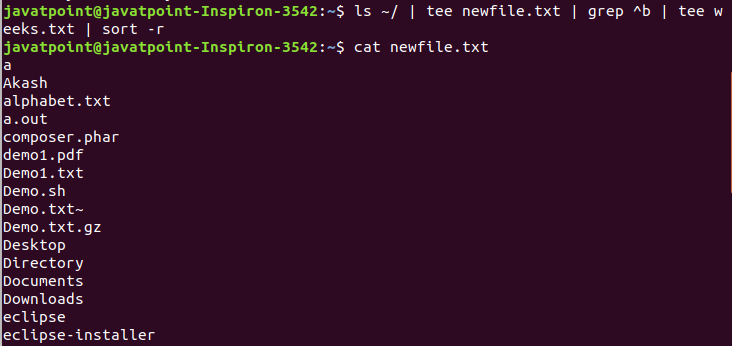 javatpoint@javatpoint-Inspiron-3542:~$ ls ~/ | tee newfile.txt | grep ^b | tee w
eeks.txt | sort -r
javatpoint@javatpoint-Inspiron-3542:~$ cat newfile.txt
a
Akash
alphabet.txt
a.out
composer.phar
demo1.pdf
Demo1.txt
Demo.sh
Demo.txt~
Demo.txt.gz
Desktop
Directory
Documents
Downloads
eclipse
eclipse-installer